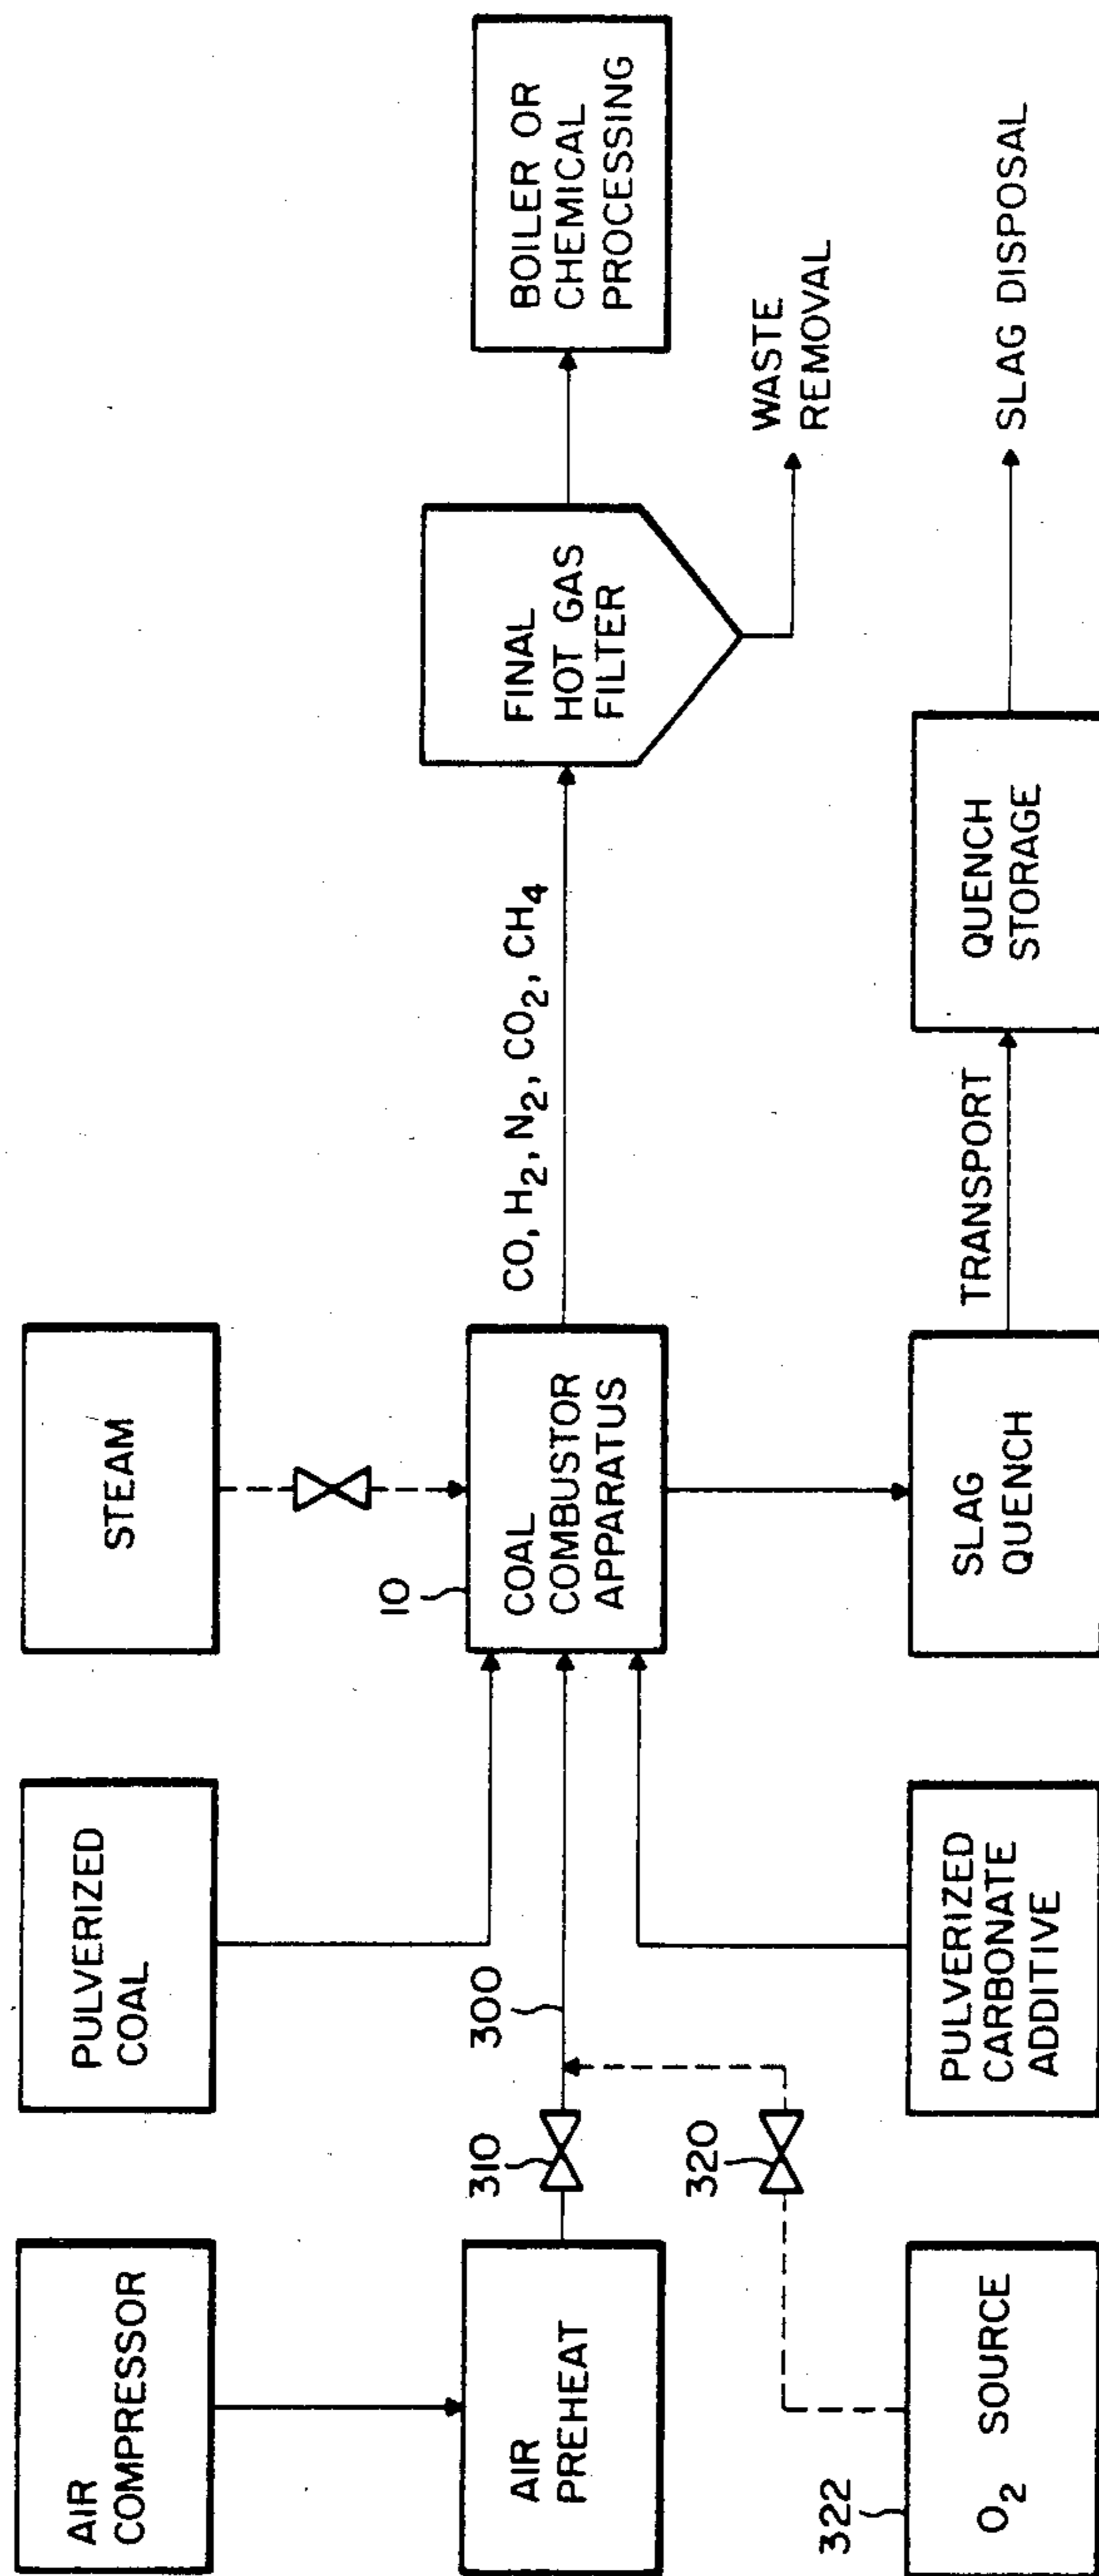 AIR
COMPRESSOR
PULVERIZED
COAL
STEAM
AIR
PREHEAT
310
300
10
COAL
COMBUSTOR
APPARATUS
CO, H₂, N₂, CO₂, CH₄
FINAL
HOT GAS
FILTER
BOILER OR
CHEMICAL
PROCESSING
WASTE
REMOVAL
320
322
O₂ SOURCE
PULVERIZED
CARBONATE
ADDITIVE
SLAG
QUENCH
TRANSPORT
QUENCH
STORAGE
SLAG DISPOSAL